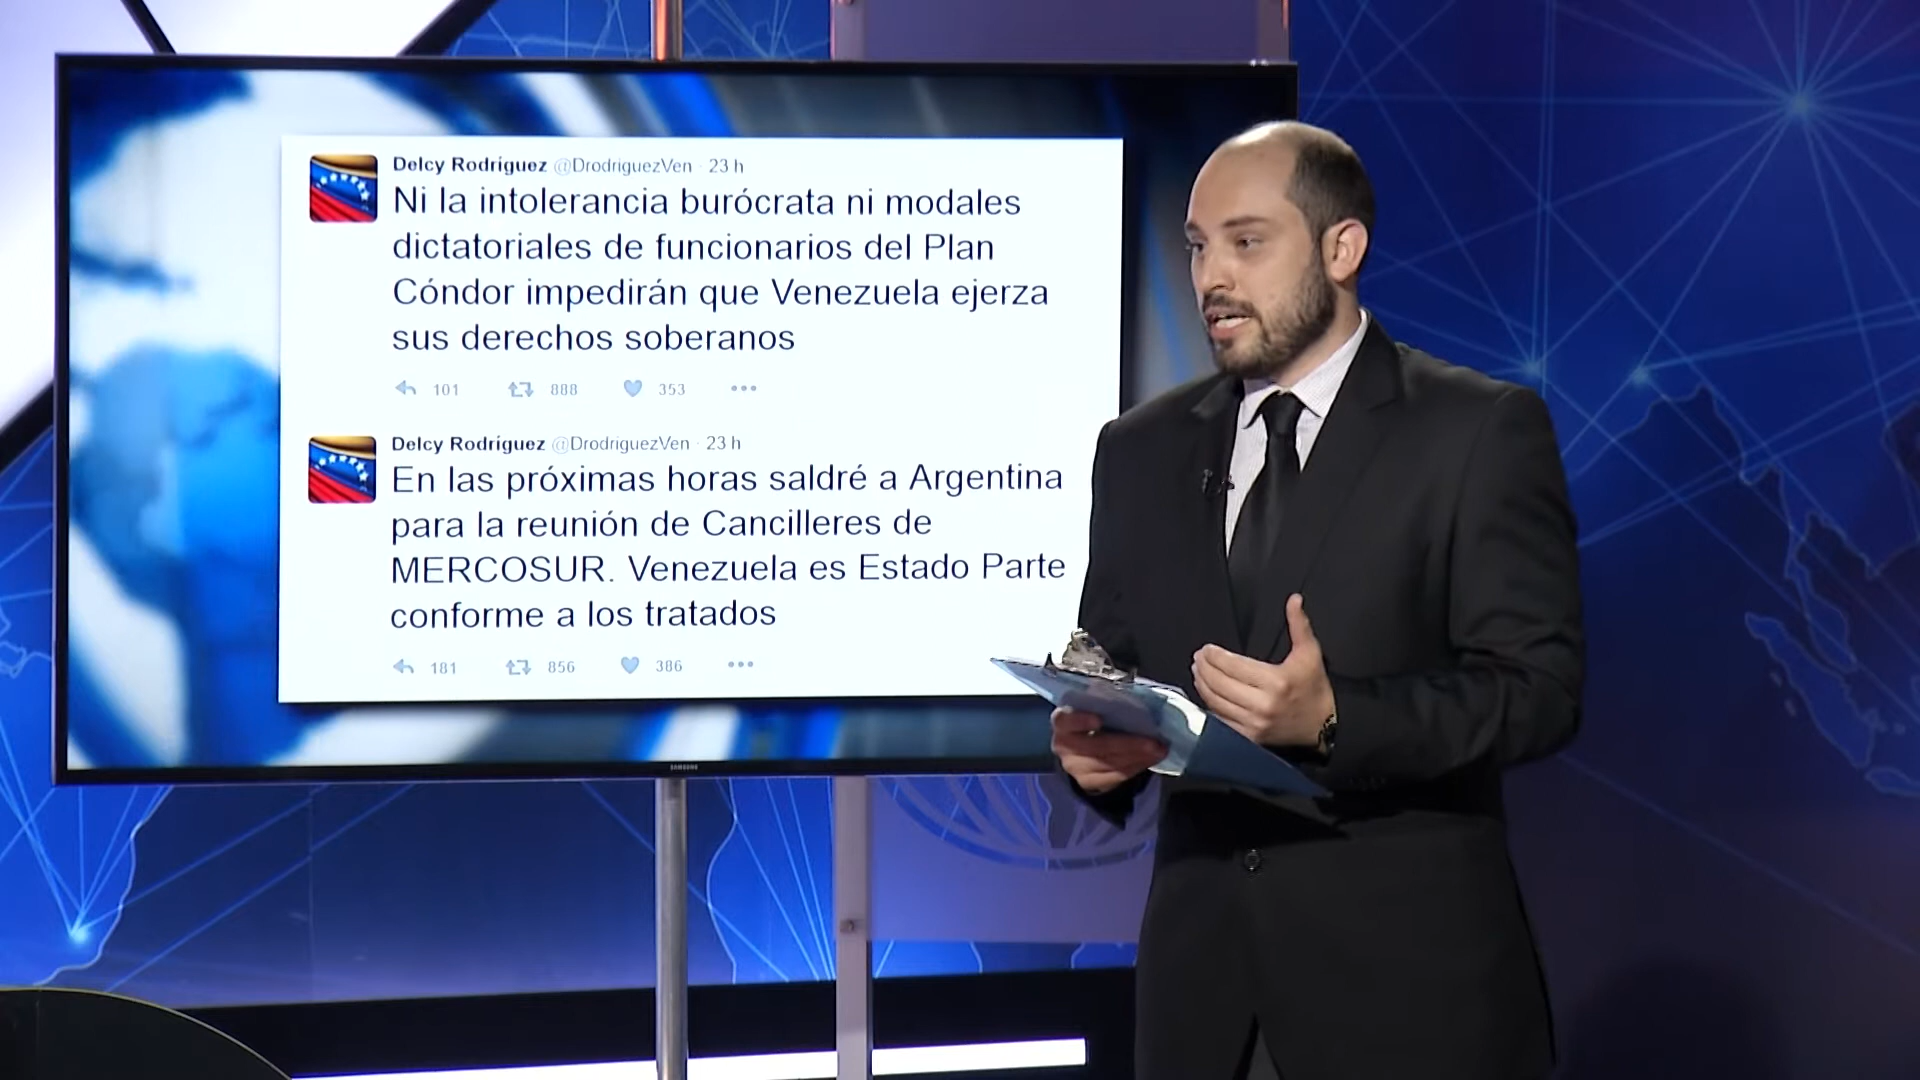 Delcy Rodríguez @DrodriguezVen · 23 h
Ni la intolerancia burócrata ni modales
dictatoriales de funcionarios del Plan
Cóndor impedirán que Venezuela ejerza
sus derechos soberanos
101 888 353
Delcy Rodríguez @DrodriguezVen · 23 h
En las próximas horas saldré a Argentina
para la reunión de Cancilleres de
MERCOSUR. Venezuela es Estado Parte
conforme a los tratados
181 856 386
SAMSUNG